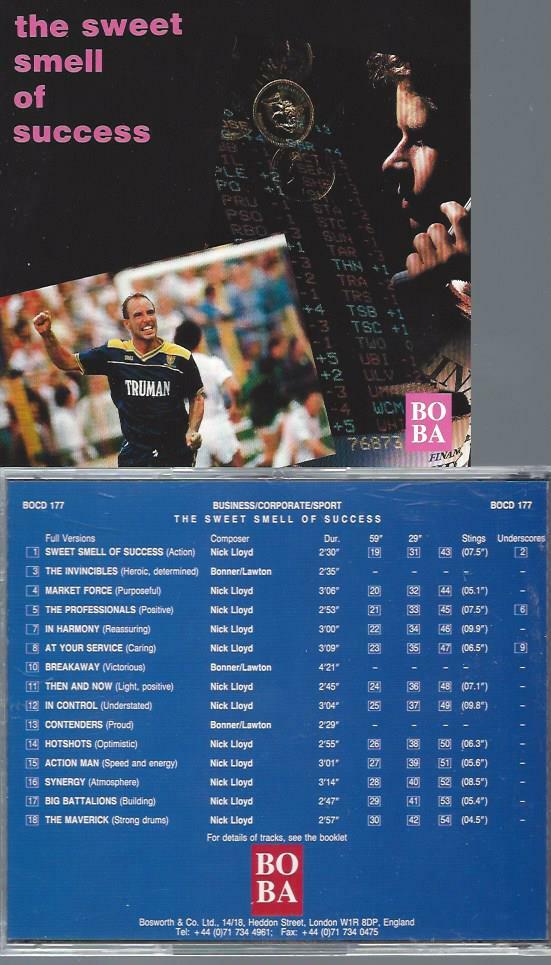 the sweet
smell
of
success
THN +1
TSB +1
TSC +1
TWO 0
WCM
76873
TRUMAN
BO
BA
FINAN
BOCD 177 BUSINESS/CORPORATE/SPORT BOCD 177
THE SWEET SMELL OF SUCCESS
Full Versions Composer Dur. 59" 29" Stings Underscores
1 SWEET SMELL OF SUCCESS (Action) Nick Lloyd 2'30" 19 31 43 (07.5") 2
3 THE INVINCIBLES (Heroic, determined) Bonner/Lawton 2'35" – – – –
4 MARKET FORCE (Purposeful) Nick Lloyd 3'06" 20 32 44 (05.1") –
5 THE PROFESSIONALS (Positive) Nick Lloyd 2'53" 21 33 45 (07.5") 6
7 IN HARMONY (Reassuring) Nick Lloyd 3'00" 22 34 46 (09.9") –
8 AT YOUR SERVICE (Caring) Nick Lloyd 3'09" 23 35 47 (06.5") 9
10 BREAKAWAY (Victorious) Bonner/Lawton 4'21" – – – –
11 THEN AND NOW (Light, positive) Nick Lloyd 2'45" 24 36 48 (07.1") –
12 IN CONTROL (Understated) Nick Lloyd 3'04" 25 37 49 (09.8") –
13 CONTENDERS (Proud) Bonner/Lawton 2'29" – – – –
14 HOTSHOTS (Optimistic) Nick Lloyd 2'55" 26 38 50 (06.3") –
15 ACTION MAN (Speed and energy) Nick Lloyd 3'01" 27 39 51 (05.6") –
16 SYNERGY (Atmosphere) Nick Lloyd 3'14" 28 40 52 (08.5") –
17 BIG BATTALIONS (Building) Nick Lloyd 2'47" 29 41 53 (05.4") –
18 THE MAVERICK (Strong drums) Nick Lloyd 2'57" 30 42 54 (04.5") –
For details of tracks, see the booklet
BO
BA
Bosworth & Co. Ltd., 14/18, Heddon Street, London W1R 8DP, England
Tel: +44 (0)71 734 4961; Fax: +44 (0)71 734 0475